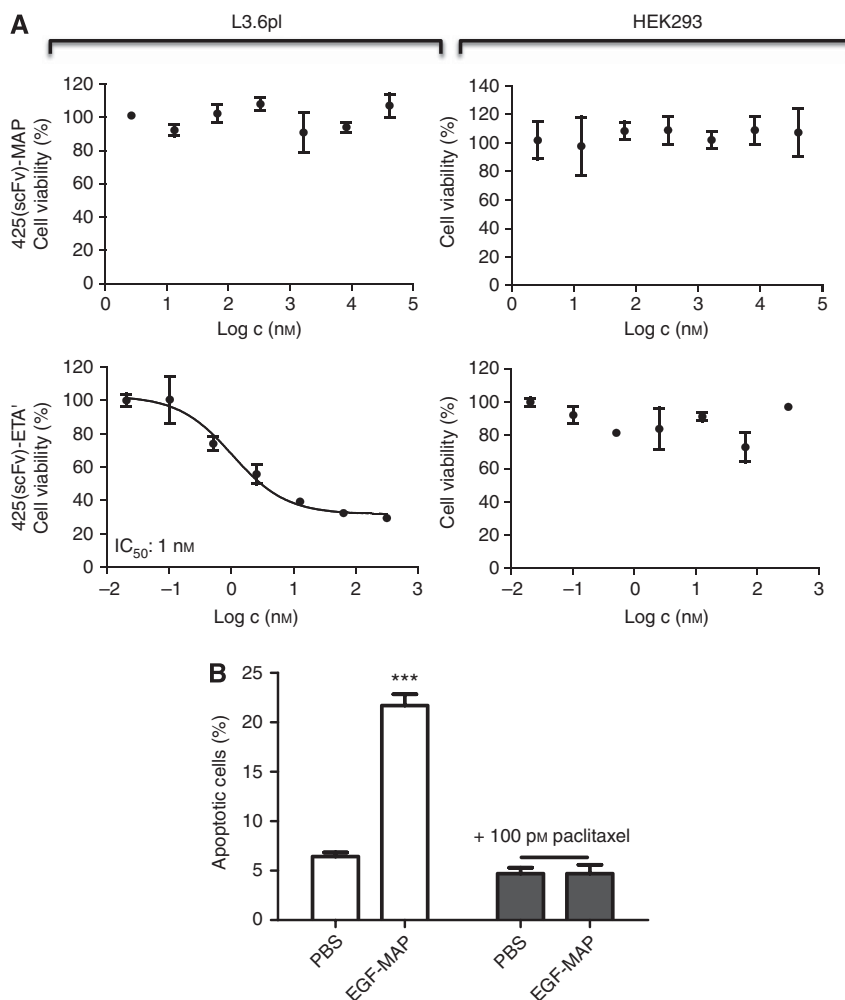 A
L3.6pl
HEK293
425(scFv)-MAP
Cell viability (%)
120
100
80
60
40
20
0
0 1 2 3 4 5
Log c (nM)
Cell viability (%)
140
120
100
80
60
40
20
0
0 1 2 3 4 5
Log c (nM)
425(scFv)-ETA'
Cell viability (%)
120
100
80
60
40
20
0
IC50: 1 nM
–2 –1 0 1 2 3
Log c (nM)
Cell viability (%)
120
100
80
60
40
20
0
–2 –1 0 1 2 3
Log c (nM)
B
Apoptotic cells (%)
25
20
15
10
5
0
***
+ 100 pM paclitaxel
PBS
EGF-MAP
PBS
EGF-MAP